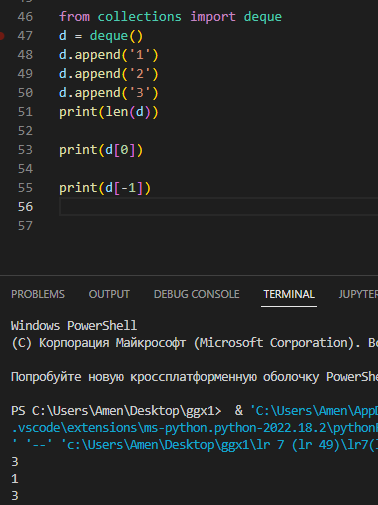 46 from collections import deque
47 d = deque()
48 d.append('1')
49 d.append('2')
50 d.append('3')
51 print(len(d))
52
53 print(d[0])
54
55 print(d[-1])
56
57
PROBLEMS OUTPUT DEBUG CONSOLE TERMINAL JUPYTER
Windows PowerShell
(C) Корпорация Майкрософт (Microsoft Corporation). Вс
Попробуйте новую кроссплатформенную оболочку PowerShe
PS C:\Users\Amen\Desktop\ggx1> & 'C:\Users\Amen\AppD
.vscode\extensions\ms-python.python-2022.18.2\pythonF
' '--' 'c:\Users\Amen\Desktop\ggx1\lr 7 (lr 49)\lr7(l
3
1
3